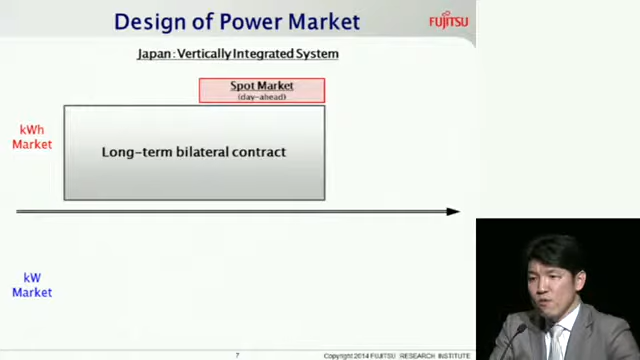 Design of Power Market
FUJITSU
Japan : Vertically Integrated System
Spot Market
(day-ahead)
kWh
Market
Long-term bilateral contract
kW
Market
7
Copyright 2014 FUJITSU RESEARCH INSTITUTE